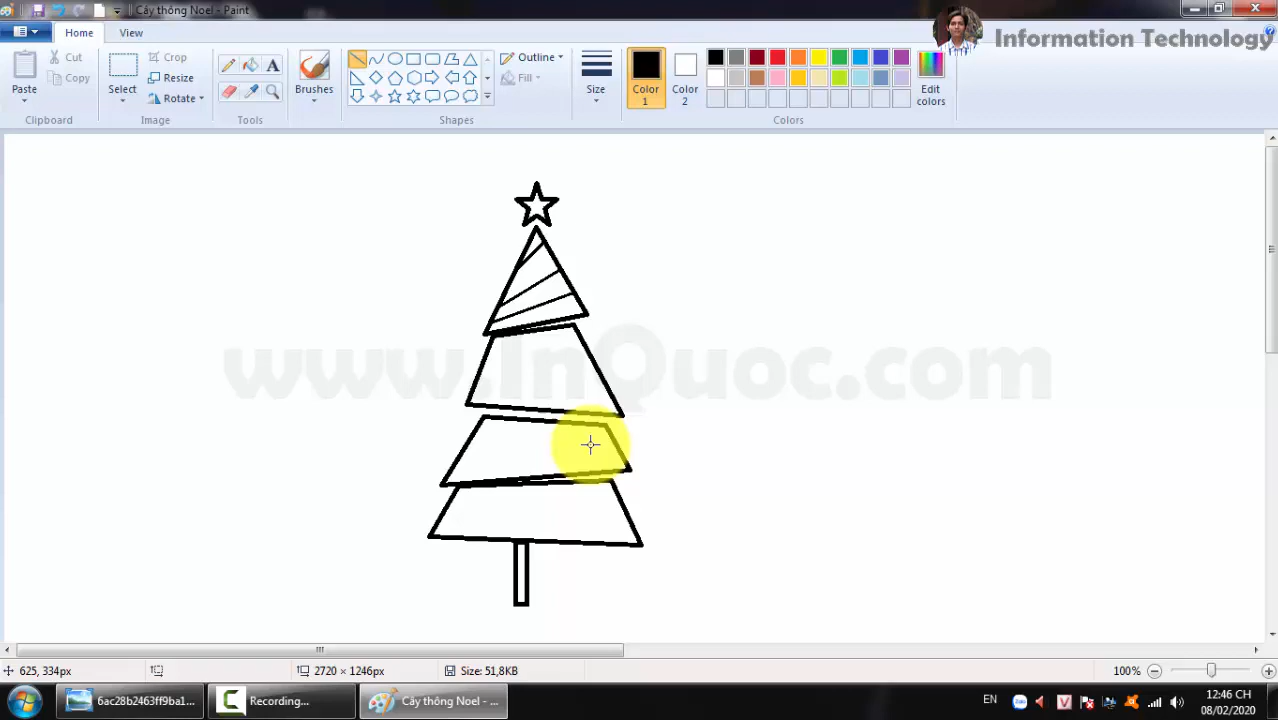 Cây thông Noel - Paint
Home View
Information Technology
Paste
Cut
Copy
Clipboard
Select
Crop
Resize
Rotate
Image
Tools
Brushes
Outline
Fill
Shapes
Size
Color 1
Color 2
Edit colors
Colors
www.InQuoc.com
625, 334px
2720 × 1246px
Size: 51,8KB
100%
6ac28b2463ff9ba1...
Recording...
Cây thông Noel - ...
EN
12:46 CH
08/02/2020